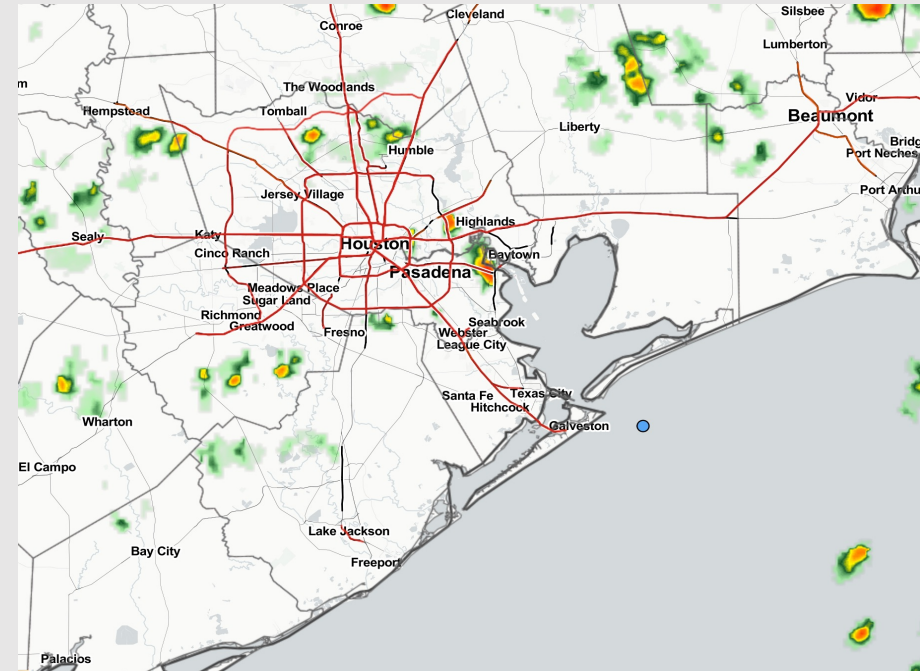 Cleveland
Silsbee
Conroe
Lumberton
The Woodlands
m
Vidor
Hempstead
Tomball
Beaumont
Liberty
Humble
Bridg
Port Neches
Port Arthu
Jersey Village
Highlands
Sealy
Katy
Houston
Cinco Ranch
Baytown
Pasadena
Meadows Place
Sugar Land
Richmond
Greatwood
Seabrook
Fresno
Webster
League City
Santa Fe
Texas City
Hitchcock
Wharton
Galveston
El Campo
Lake Jackson
Bay City
Freeport
Palacios